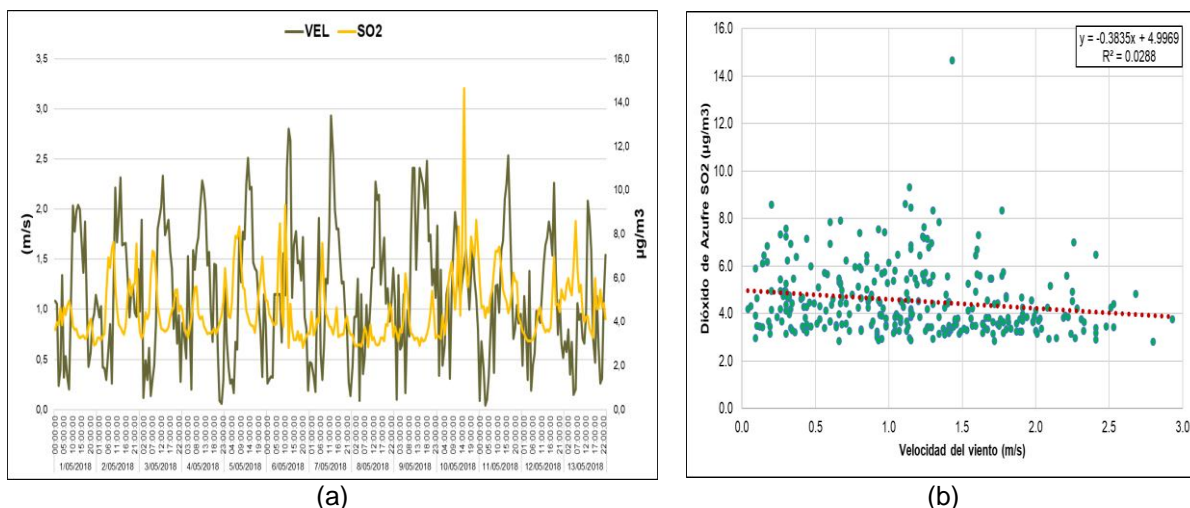 VEL SO2
3,5
3,0
2,5
2,0
1,5
1,0
0,5
0,0
(m/s)
16,0
14,0
12,0
10,0
8,0
6,0
4,0
2,0
0,0
µg/m3
1/05/2018 2/05/2018 3/05/2018 4/05/2018 5/05/2018 6/05/2018 7/05/2018 8/05/2018 9/05/2018 10/05/2018 11/05/2018 12/05/2018 13/05/2018
(a)
y = -0.3835x + 4.9969
R² = 0.0288
16.0
14.0
12.0
10.0
8.0
6.0
4.0
2.0
0.0
Dióxido de Azufre SO2 (µg/m3)
0.0 0.5 1.0 1.5 2.0 2.5 3.0
Velocidad del viento (m/s)
(b)